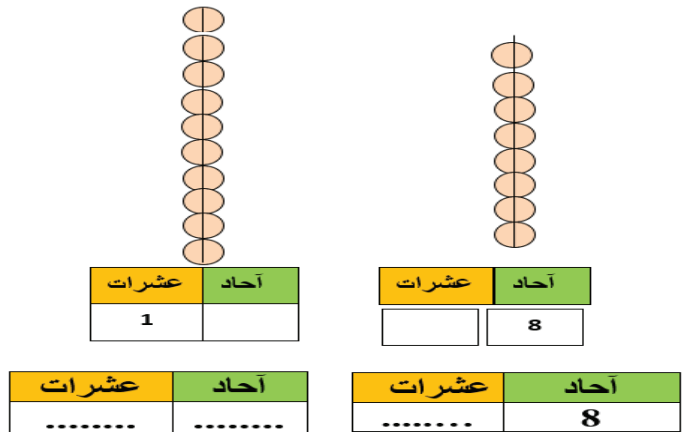 آحاد عشرات
1
آحاد عشرات
8
آحاد عشرات
........ ........
آحاد عشرات
8 ........